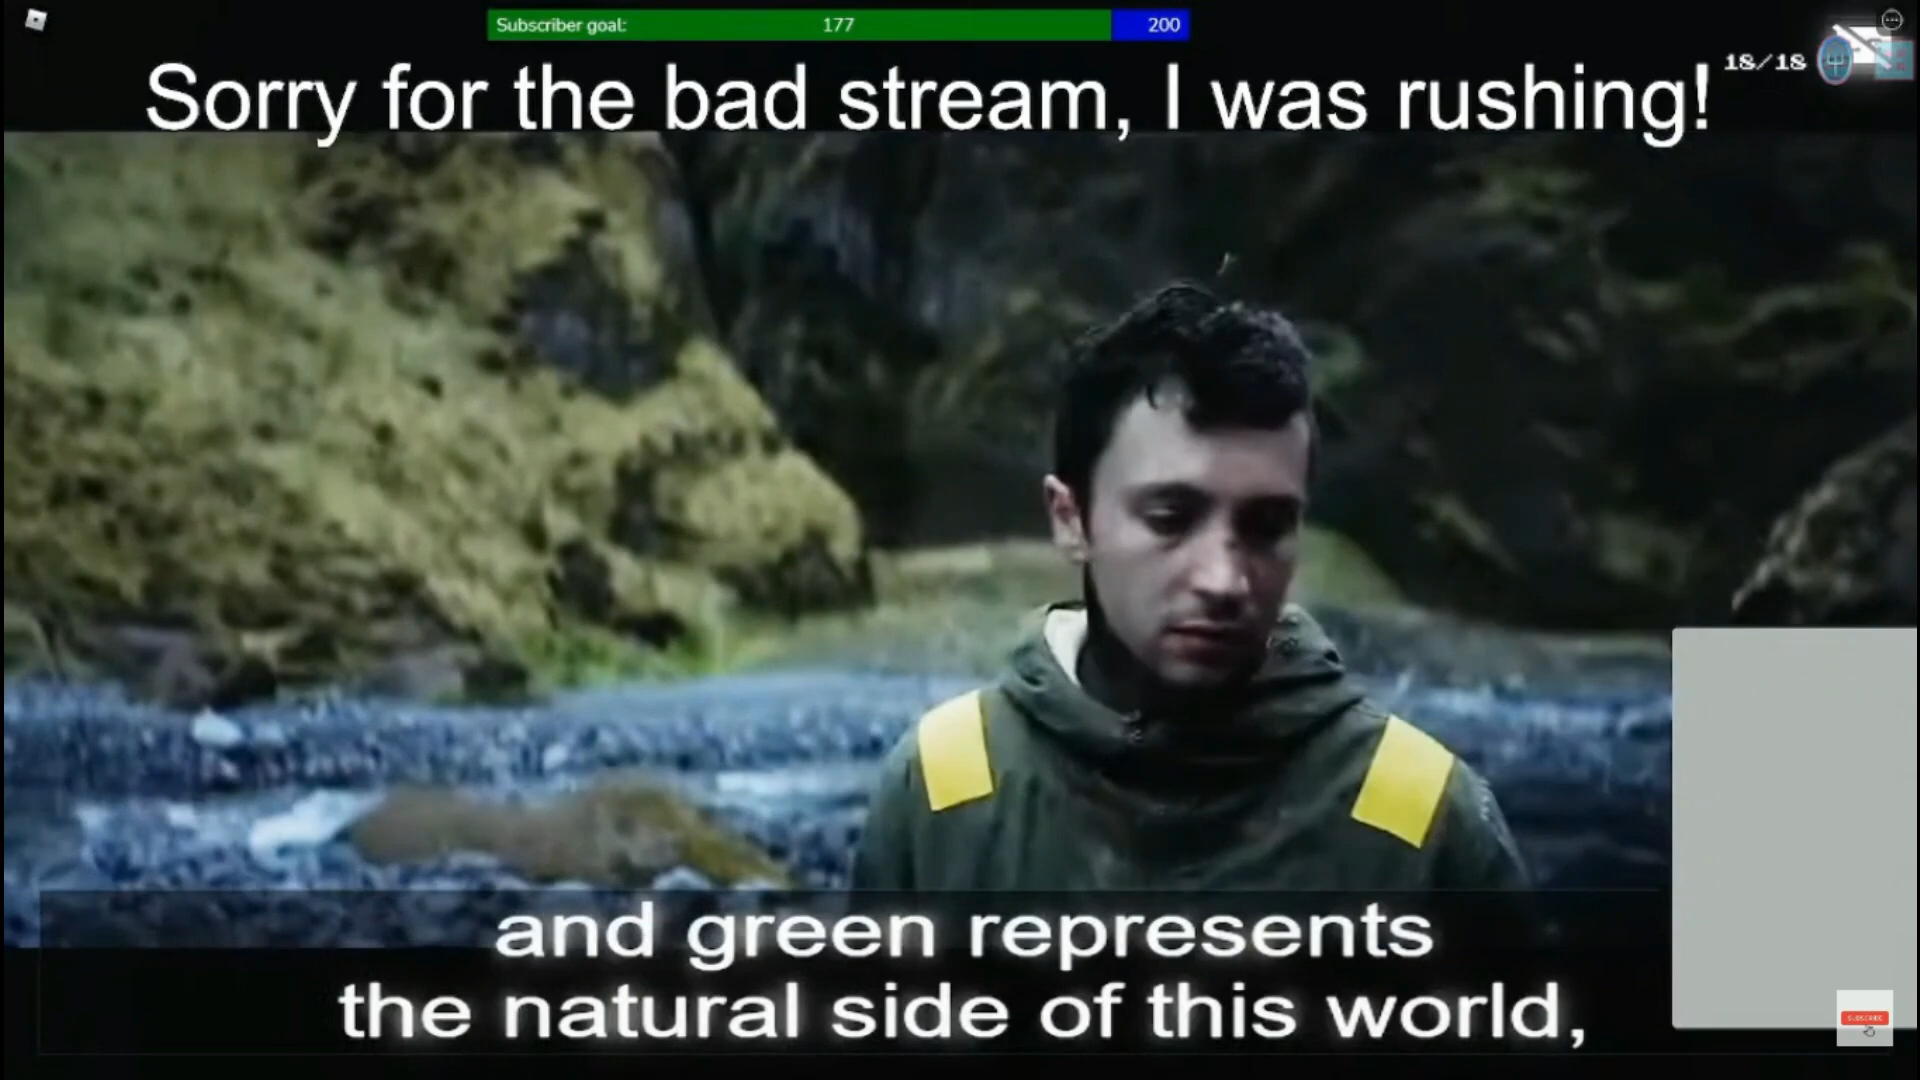 Subscriber goal: 177 200
18/18
Sorry for the bad stream, I was rushing!
and green represents
the natural side of this world,
SUBSCRIBE